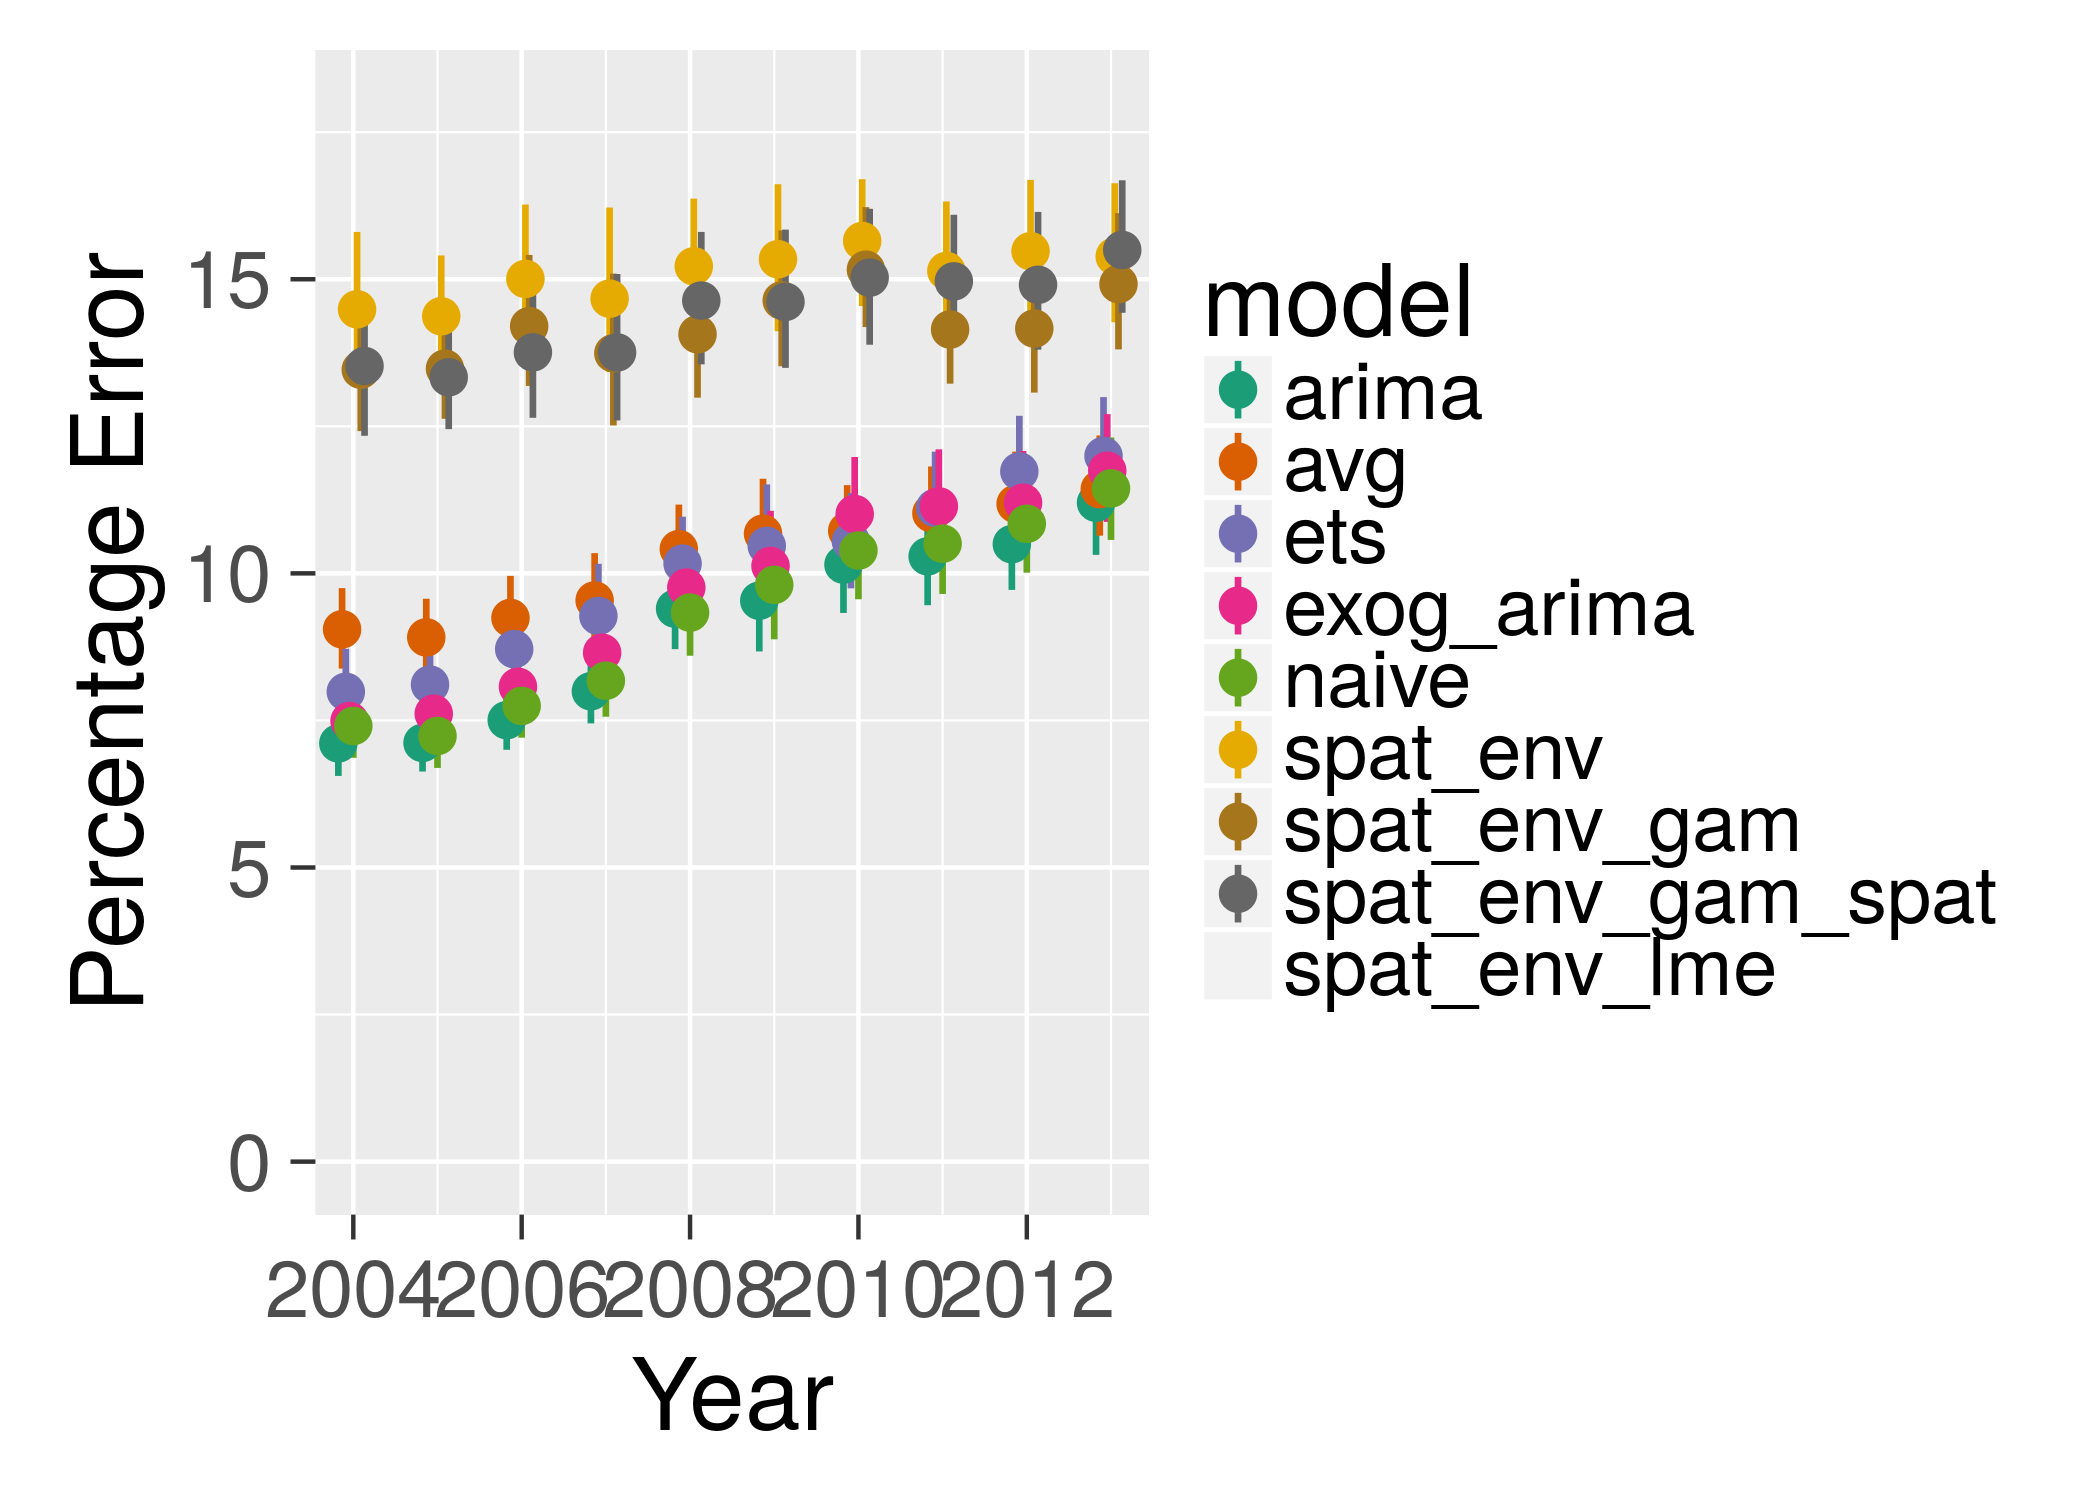 Percentage Error
15
10
5
0
2004
2006
2008
2010
2012
Year
model
arima
avg
ets
exog_arima
naive
spat_env
spat_env_gam
spat_env_gam_spat
spat_env_lme